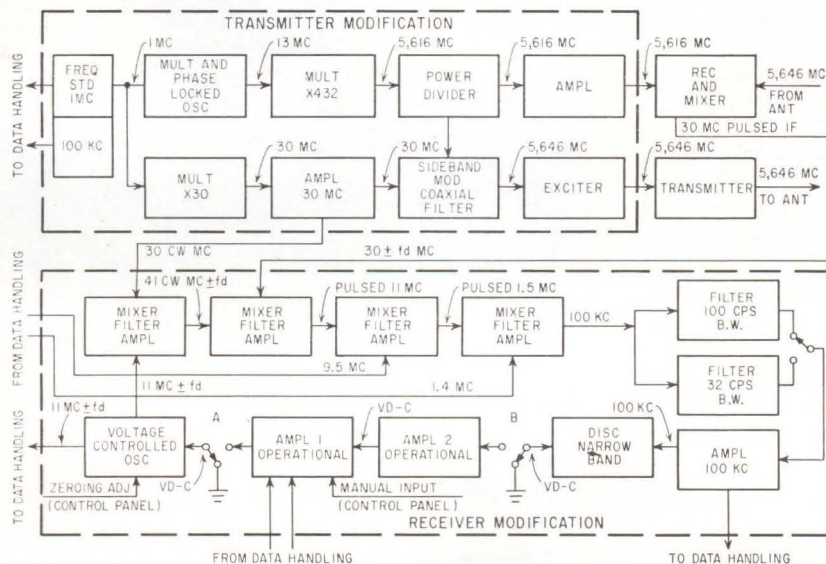 TRANSMITTER MODIFICATION
1 MC
13 MC
5,616 MC
5,616 MC
5,616 MC
TO DATA HANDLING
FREQ
STD
1MC
100 KC
MULT AND
PHASE
LOCKED
OSC
MULT
X432
POWER
DIVIDER
AMPL
REC
AND
MIXER
5,646 MC
FROM
ANT
30 MC PULSED IF
30 MC
30 MC
5,646 MC
5,646 MC
MULT
X30
AMPL
30 MC
SIDEBAND
MOD
COAXIAL
FILTER
EXCITER
TRANSMITTER
5,646 MC
TO ANT
30 CW MC
30 ± fd MC
41 CW MC ± fd
PULSED 11 MC
PULSED 1.5 MC
FROM DATA HANDLING
MIXER
FILTER
AMPL
MIXER
FILTER
AMPL
MIXER
FILTER
AMPL
MIXER
FILTER
AMPL
100 KC
FILTER
100 CPS
B.W.
FILTER
32 CPS
B.W.
9.5 MC
11 MC ± fd
1.4 MC
TO DATA HANDLING
11 MC ± fd
VOLTAGE
CONTROLLED
OSC
A
VD-C
AMPL 1
OPERATIONAL
VD-C
AMPL 2
OPERATIONAL
B
VD-C
DISC
NARROW
BAND
100 KC
AMPL
100 KC
ZEROING ADJ
(CONTROL PANEL)
MANUAL INPUT
(CONTROL PANEL)
RECEIVER MODIFICATION
FROM DATA HANDLING
TO DATA HANDLING